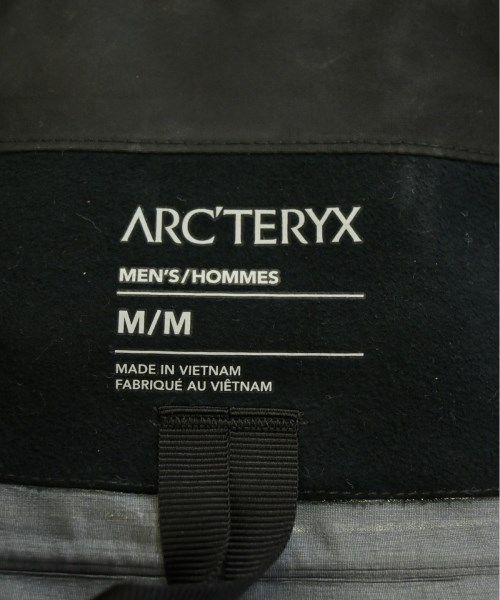 ARC'TERYX
MEN'S/HOMMES
M/M
MADE IN VIETNAM
FABRIQUÉ AU VIÊTNAM